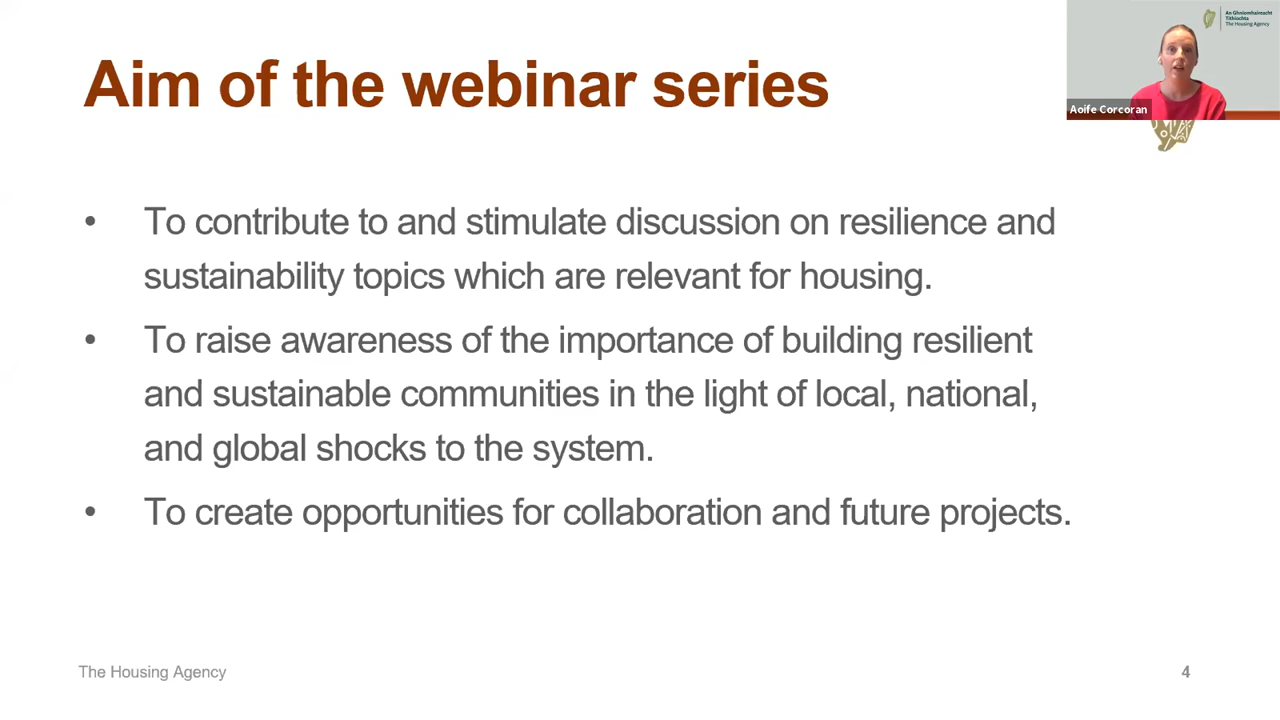 Aim of the webinar series
An Ghníomhaireacht
Tithíochta
The Housing Agency
Aoife Corcoran
• To contribute to and stimulate discussion on resilience and
sustainability topics which are relevant for housing.
• To raise awareness of the importance of building resilient
and sustainable communities in the light of local, national,
and global shocks to the system.
• To create opportunities for collaboration and future projects.
The Housing Agency
4